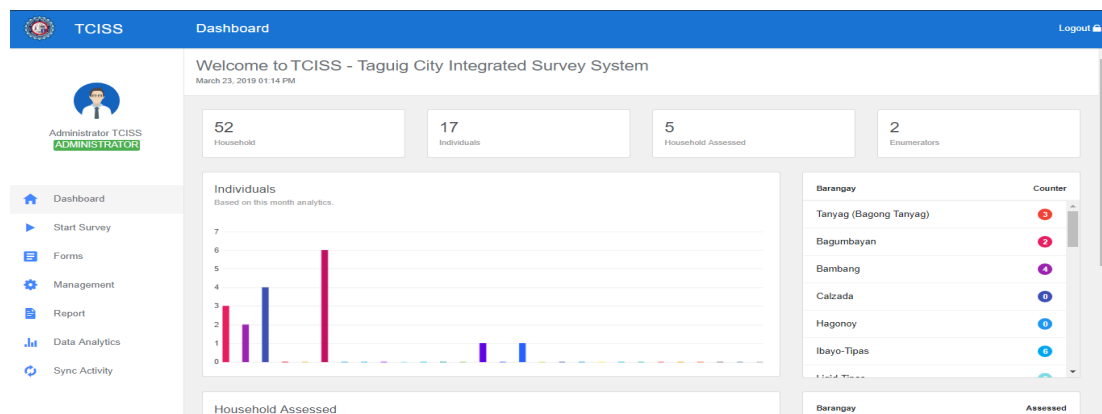 TCISS
Dashboard
Logout
Welcome to TCISS - Taguig City Integrated Survey System
March 23, 2019 01:14 PM
Administrator TCISS
ADMINISTRATOR
Dashboard
Start Survey
Forms
Management
Report
Data Analytics
Sync Activity
52
Household
17
Individuals
5
Household Assessed
2
Enumerators
Individuals
Based on this month analytics.
7
6
5
4
3
2
1
0
Barangay Counter
Tanyag (Bagong Tanyag) 3
Bagumbayan 2
Bambang 4
Calzada 0
Hagonoy 0
Ibayo-Tipas 6
Household Assessed
Barangay Assessed